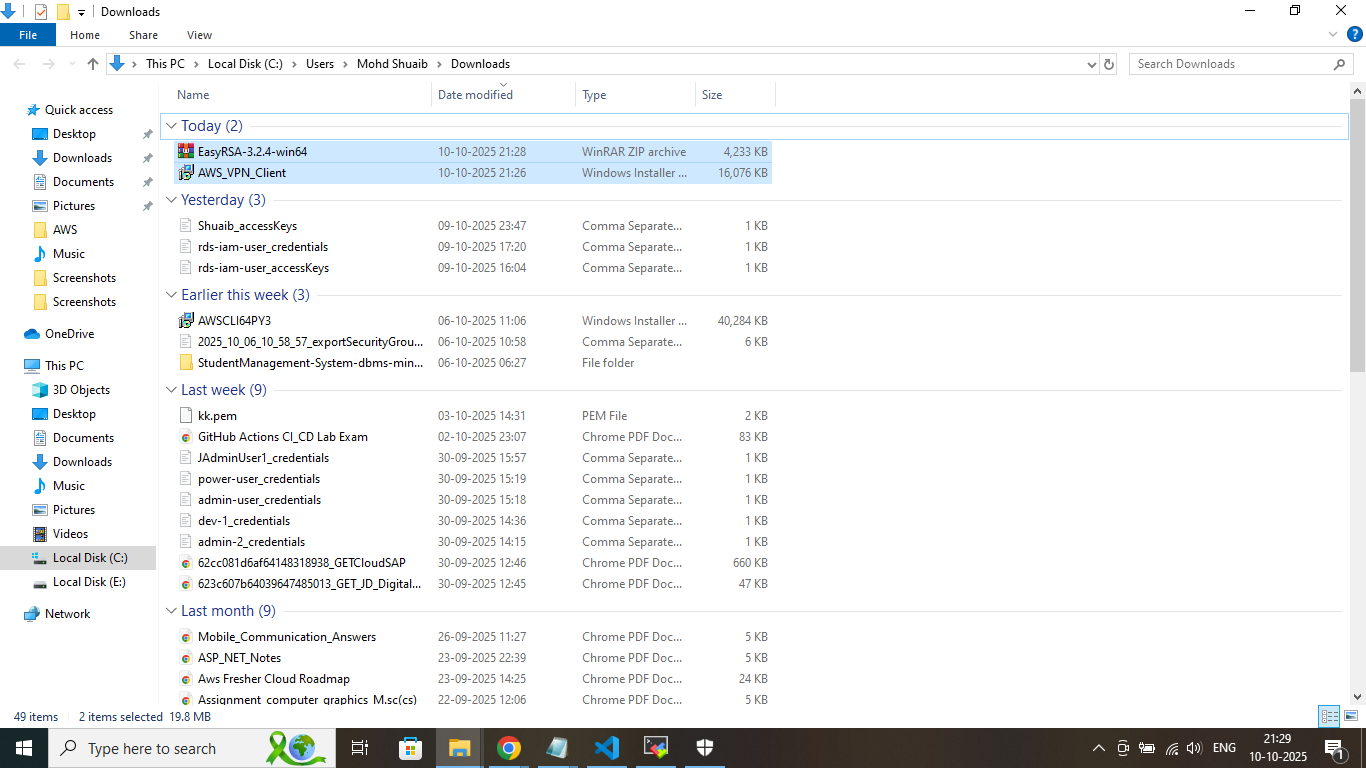 Downloads
File Home Share View
This PC Local Disk (C:) Users Mohd Shuaib Downloads Search Downloads
Name Date modified Type Size
Quick access
Desktop
Downloads
Documents
Pictures
AWS
Music
Screenshots
Screenshots
OneDrive
This PC
3D Objects
Desktop
Documents
Downloads
Music
Pictures
Videos
Local Disk (C:)
Local Disk (E:)
Network
Today (2)
EasyRSA-3.2.4-win64 10-10-2025 21:28 WinRAR ZIP archive 4,233 KB
AWS_VPN_Client 10-10-2025 21:26 Windows Installer ... 16,076 KB
Yesterday (3)
Shuaib_accessKeys 09-10-2025 23:47 Comma Separate... 1 KB
rds-iam-user_credentials 09-10-2025 17:20 Comma Separate... 1 KB
rds-iam-user_accessKeys 09-10-2025 16:04 Comma Separate... 1 KB
Earlier this week (3)
AWSCLI64PY3 06-10-2025 11:06 Windows Installer ... 40,284 KB
2025_10_06_10_58_57_exportSecurityGrou... 06-10-2025 10:58 Comma Separate... 6 KB
StudentManagement-System-dbms-min... 06-10-2025 06:27 File folder
Last week (9)
kk.pem 03-10-2025 14:31 PEM File 2 KB
GitHub Actions CI_CD Lab Exam 02-10-2025 23:07 Chrome PDF Doc... 83 KB
JAdminUser1_credentials 30-09-2025 15:57 Comma Separate... 1 KB
power-user_credentials 30-09-2025 15:19 Comma Separate... 1 KB
admin-user_credentials 30-09-2025 15:18 Comma Separate... 1 KB
dev-1_credentials 30-09-2025 14:36 Comma Separate... 1 KB
admin-2_credentials 30-09-2025 14:15 Comma Separate... 1 KB
62cc081d6af64148318938_GETCloudSAP 30-09-2025 12:46 Chrome PDF Doc... 660 KB
623c607b64039647485013_GET_JD_Digital... 30-09-2025 12:45 Chrome PDF Doc... 47 KB
Last month (9)
Mobile_Communication_Answers 26-09-2025 11:27 Chrome PDF Doc... 5 KB
ASP_NET_Notes 23-09-2025 22:39 Chrome PDF Doc... 5 KB
Aws Fresher Cloud Roadmap 23-09-2025 14:25 Chrome PDF Doc... 24 KB
Assignment_computer_graphics_M.sc(cs) 22-09-2025 12:06 Chrome PDF Doc... 5 KB
49 items 2 items selected 19.8 MB
Type here to search
ENG
21:29
10-10-2025
1